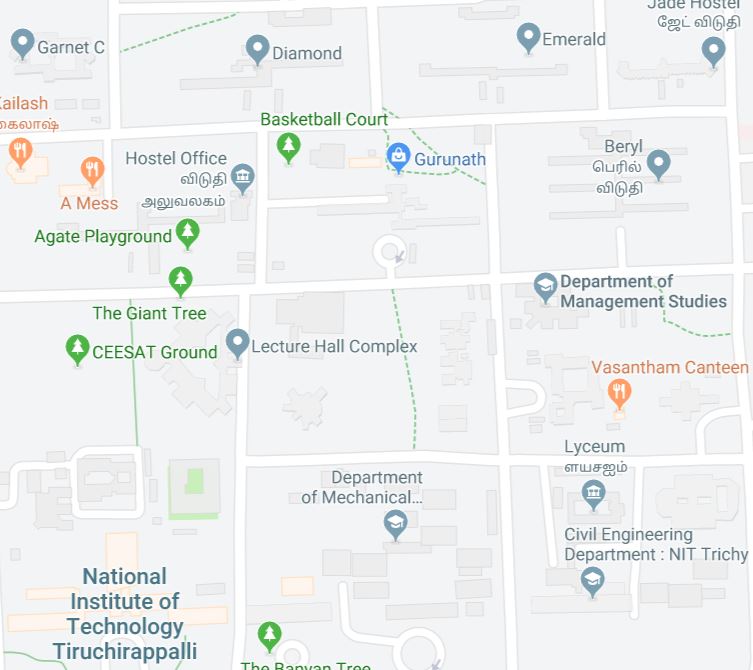 Jade Hostel
ஜேட் விடுதி
Garnet C
Diamond
Emerald
Kailash
கைலாஷ்
Basketball Court
Hostel Office
விடுதி
அலுவலகம்
Gurunath
Beryl
பெரில்
விடுதி
A Mess
Agate Playground
The Giant Tree
Department of
Management Studies
CEESAT Ground
Lecture Hall Complex
Vasantham Canteen
Lyceum
லயசஐம்
Department
of Mechanical...
Civil Engineering
Department : NIT Trichy
National
Institute of
Technology
Tiruchirappalli
The Banyan Tree